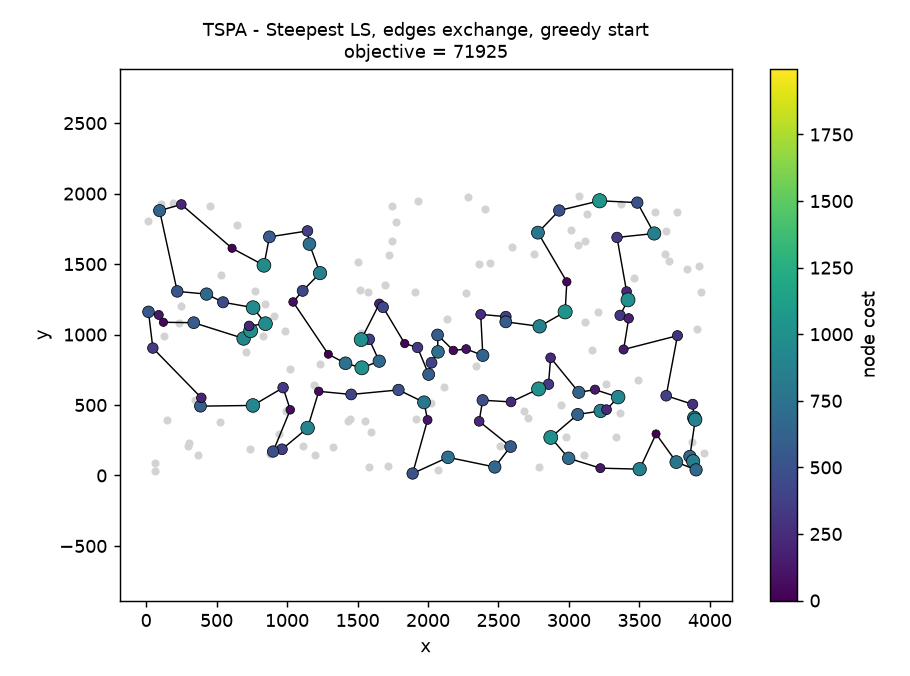 TSPA - Steepest LS, edges exchange, greedy start
objective = 71925
2500
2000
1500
1000
500
0
−500
y
0 500 1000 1500 2000 2500 3000 3500 4000
x
1750
1500
1250
1000
750
500
250
0
node cost